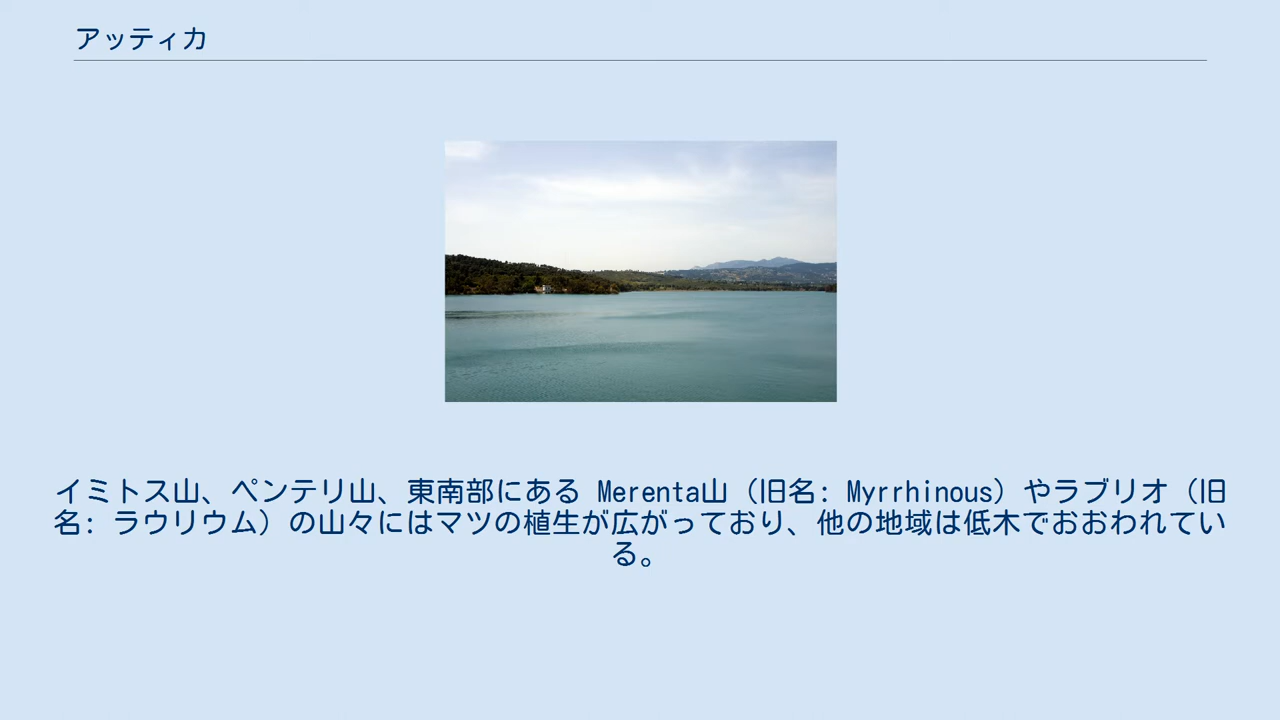 アッティカ
イミトス山、ペンテリ山、東南部にある Merenta山（旧名: Myrrhinous）やラブリオ（旧
名: ラウリウム）の山々にはマツの植生が広がっており、他の地域は低木でおおわれてい
る。